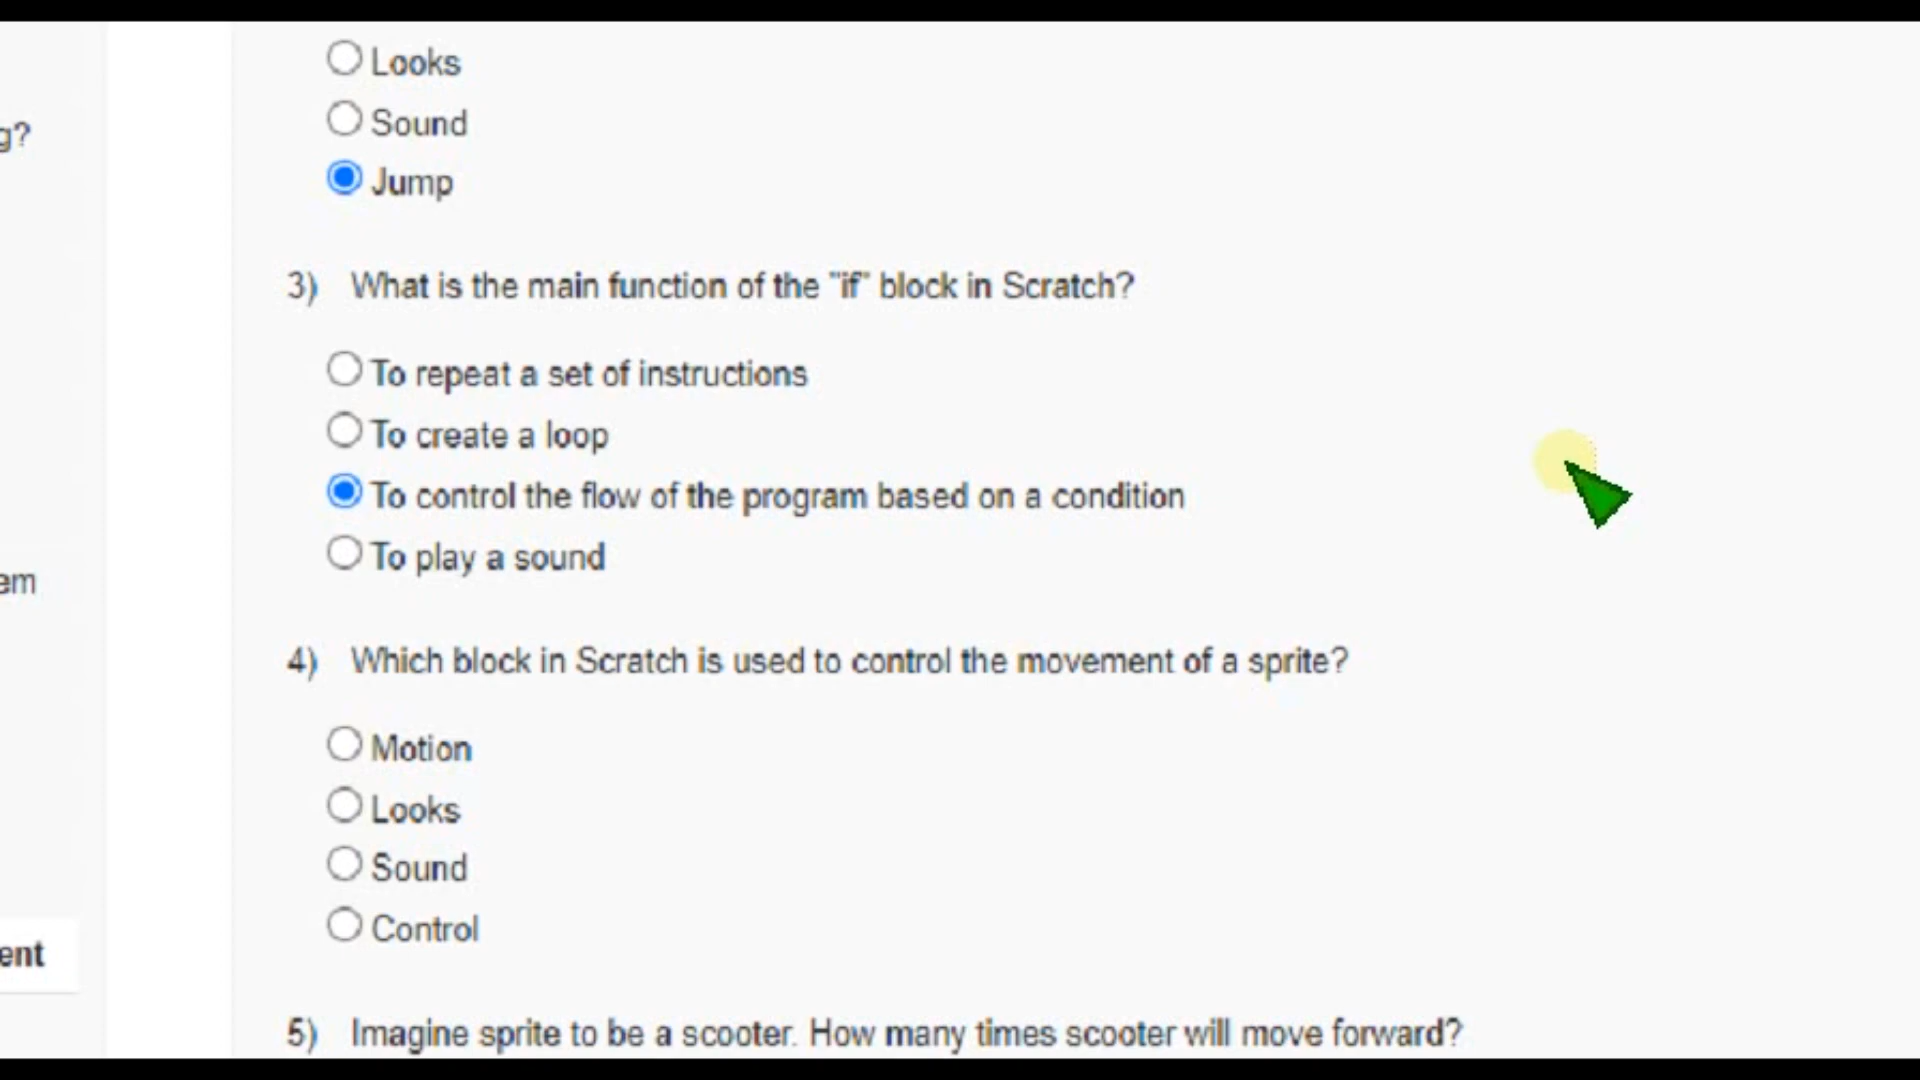 Looks
Sound
g?
Jump
3) What is the main function of the "if" block in Scratch?
To repeat a set of instructions
To create a loop
To control the flow of the program based on a condition
To play a sound
em
4) Which block in Scratch is used to control the movement of a sprite?
Motion
Looks
Sound
Control
ent
5) Imagine sprite to be a scooter. How many times scooter will move forward?